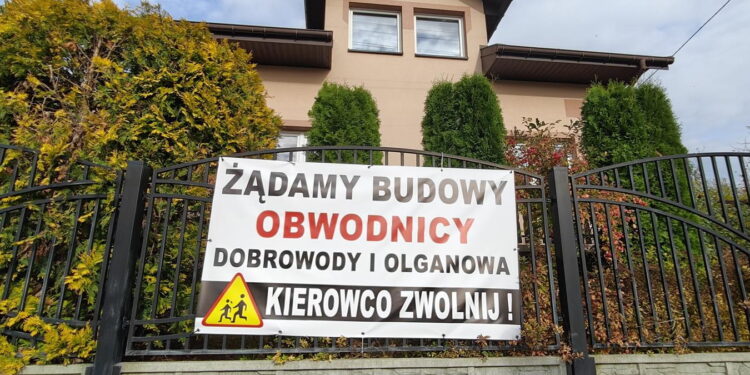 ŻĄDAMY BUDOWY
OBWODNICY
DOBROWODY I OLGANOWA
KIEROWCO ZWOLNIJ !